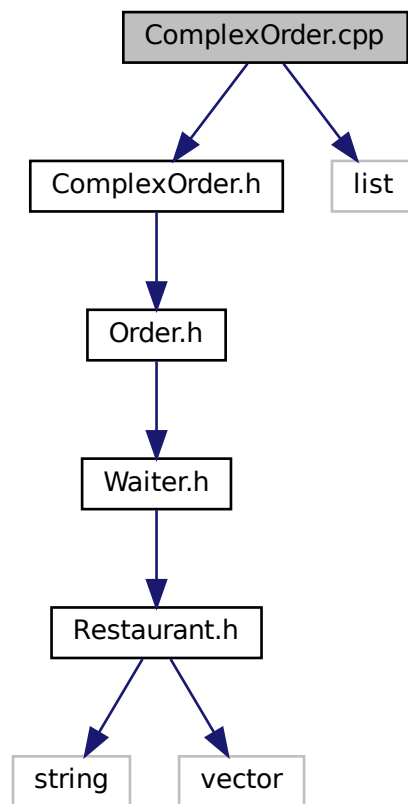 ComplexOrder.cpp
ComplexOrder.h
list
Order.h
Waiter.h
Restaurant.h
string
vector